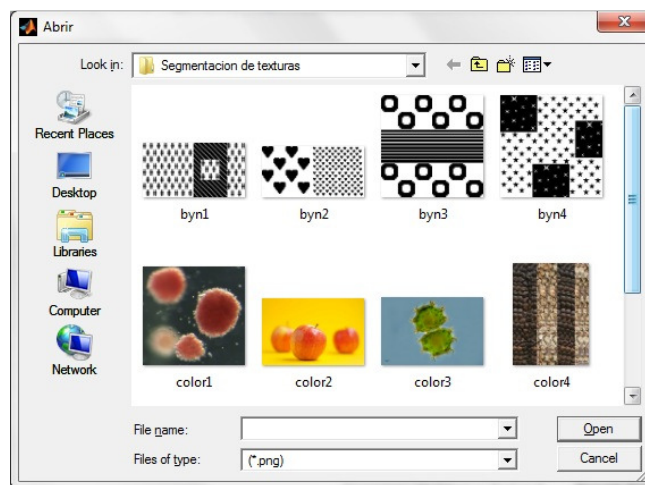 Abrir
Look in: Segmentacion de texturas
Recent Places
Desktop
Libraries
Computer
Network
byn1 byn2 byn3 byn4
color1 color2 color3 color4
File name: Open
Files of type: (*.png) Cancel